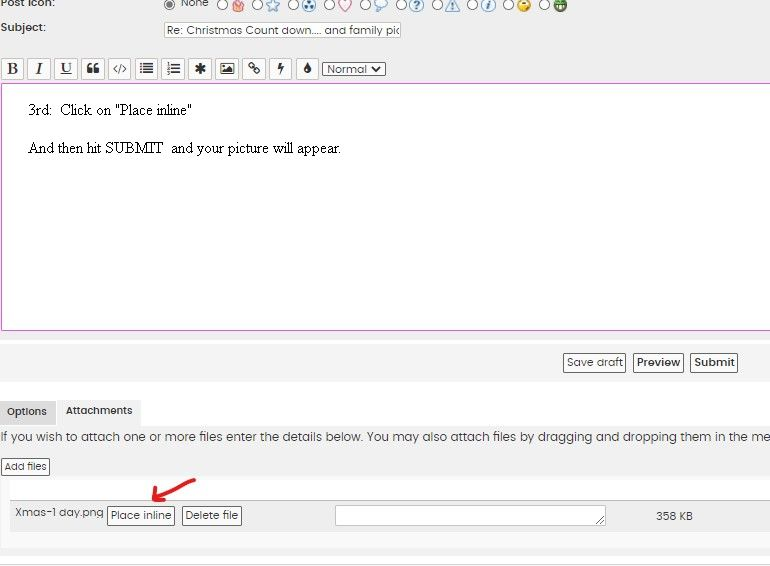 Post Icon: None
Subject: Re: Christmas Count down.... and family pic
B I U </> Normal
3rd:  Click on "Place inline"
And then hit SUBMIT  and your picture will appear.
Save draft Preview Submit
Options Attachments
If you wish to attach one or more files enter the details below. You may also attach files by dragging and dropping them in the me
Add files
Xmas-1 day.png Place inline Delete file 358 KB